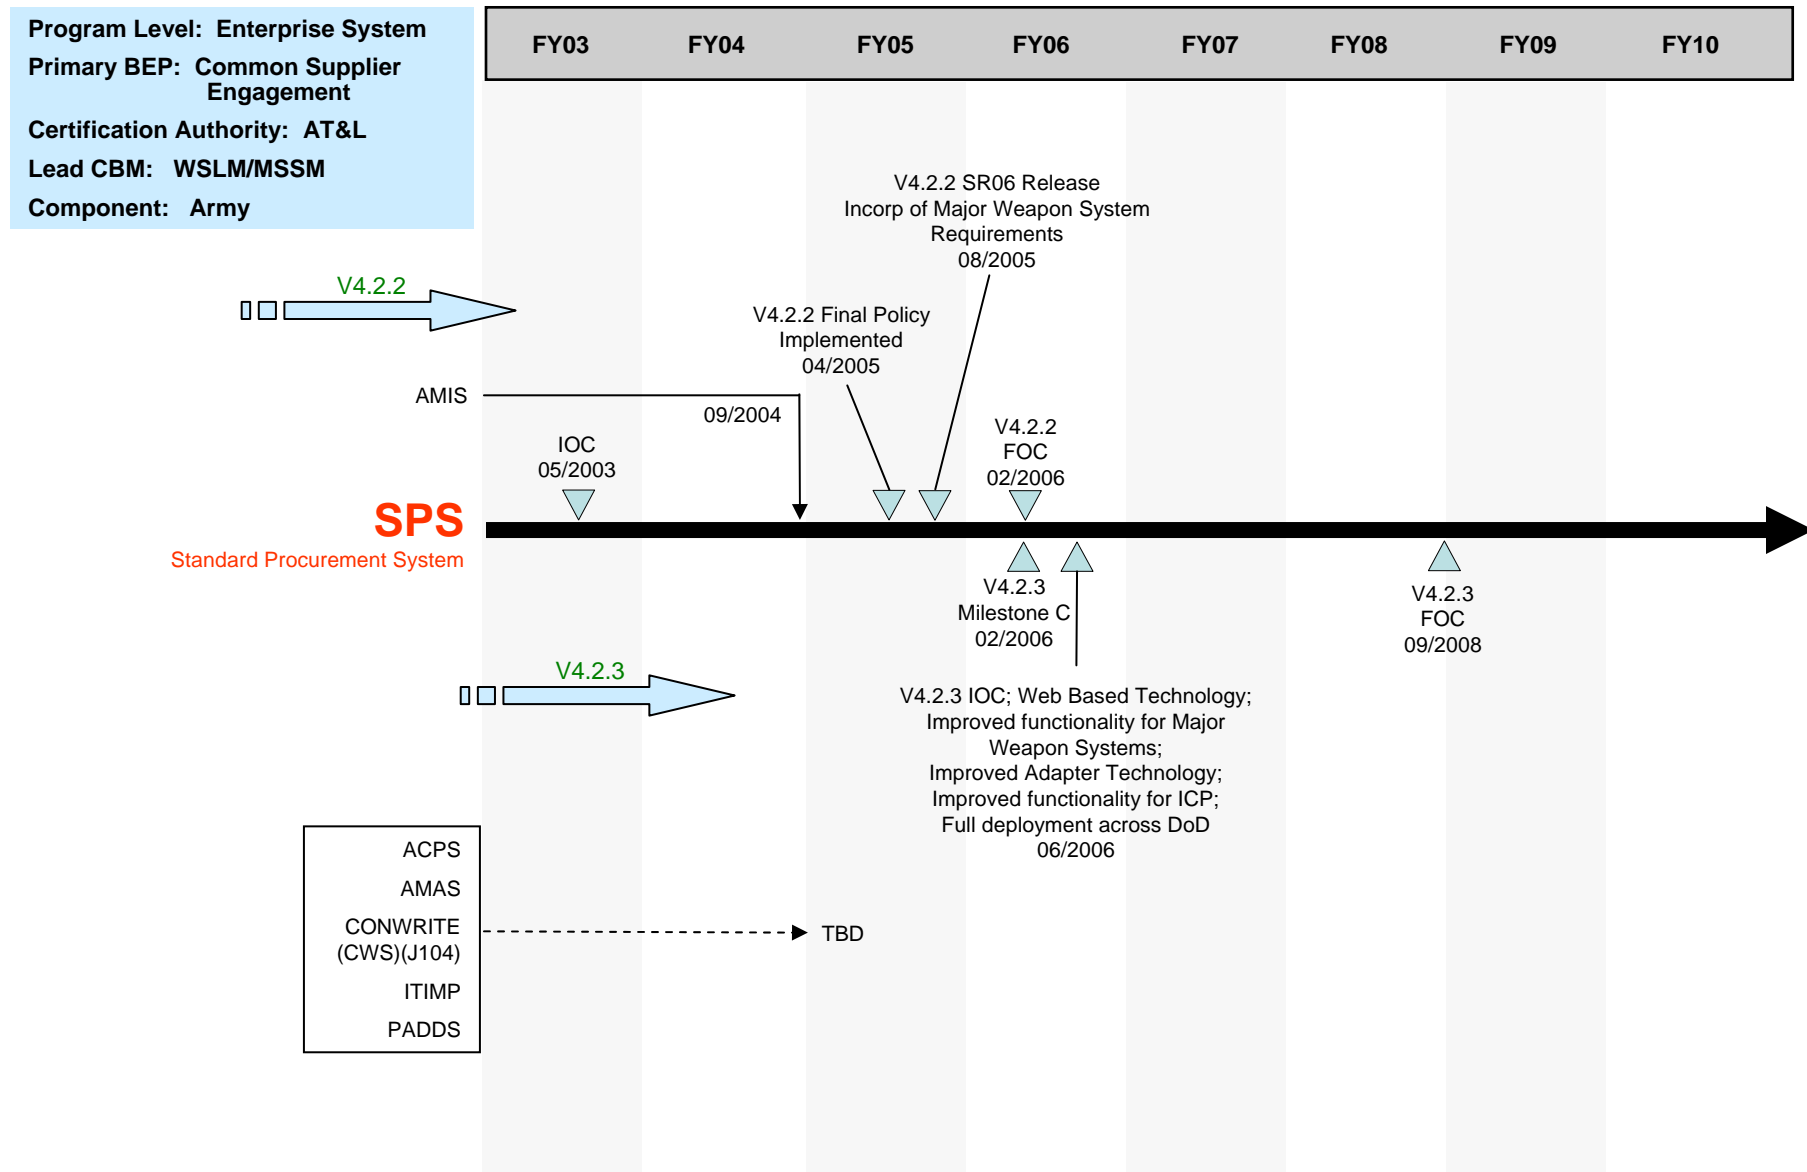 Program Level: Enterprise System
Primary BEP: Common Supplier
Engagement
Certification Authority: AT&L
Lead CBM: WSLM/MSSM
Component: Army
FY03 FY04 FY05 FY06 FY07 FY08 FY09 FY10
V4.2.2 SR06 Release
Incorp of Major Weapon System
Requirements
08/2005
V4.2.2
V4.2.2 Final Policy
Implemented
04/2005
AMIS
09/2004
IOC
05/2003
V4.2.2
FOC
02/2006
SPS
Standard Procurement System
V4.2.3
Milestone C
02/2006
V4.2.3
FOC
09/2008
V4.2.3
V4.2.3 IOC; Web Based Technology;
Improved functionality for Major
Weapon Systems;
Improved Adapter Technology;
Improved functionality for ICP;
Full deployment across DoD
06/2006
ACPS
AMAS
CONWRITE
(CWS)(J104)
ITIMP
PADDS
TBD